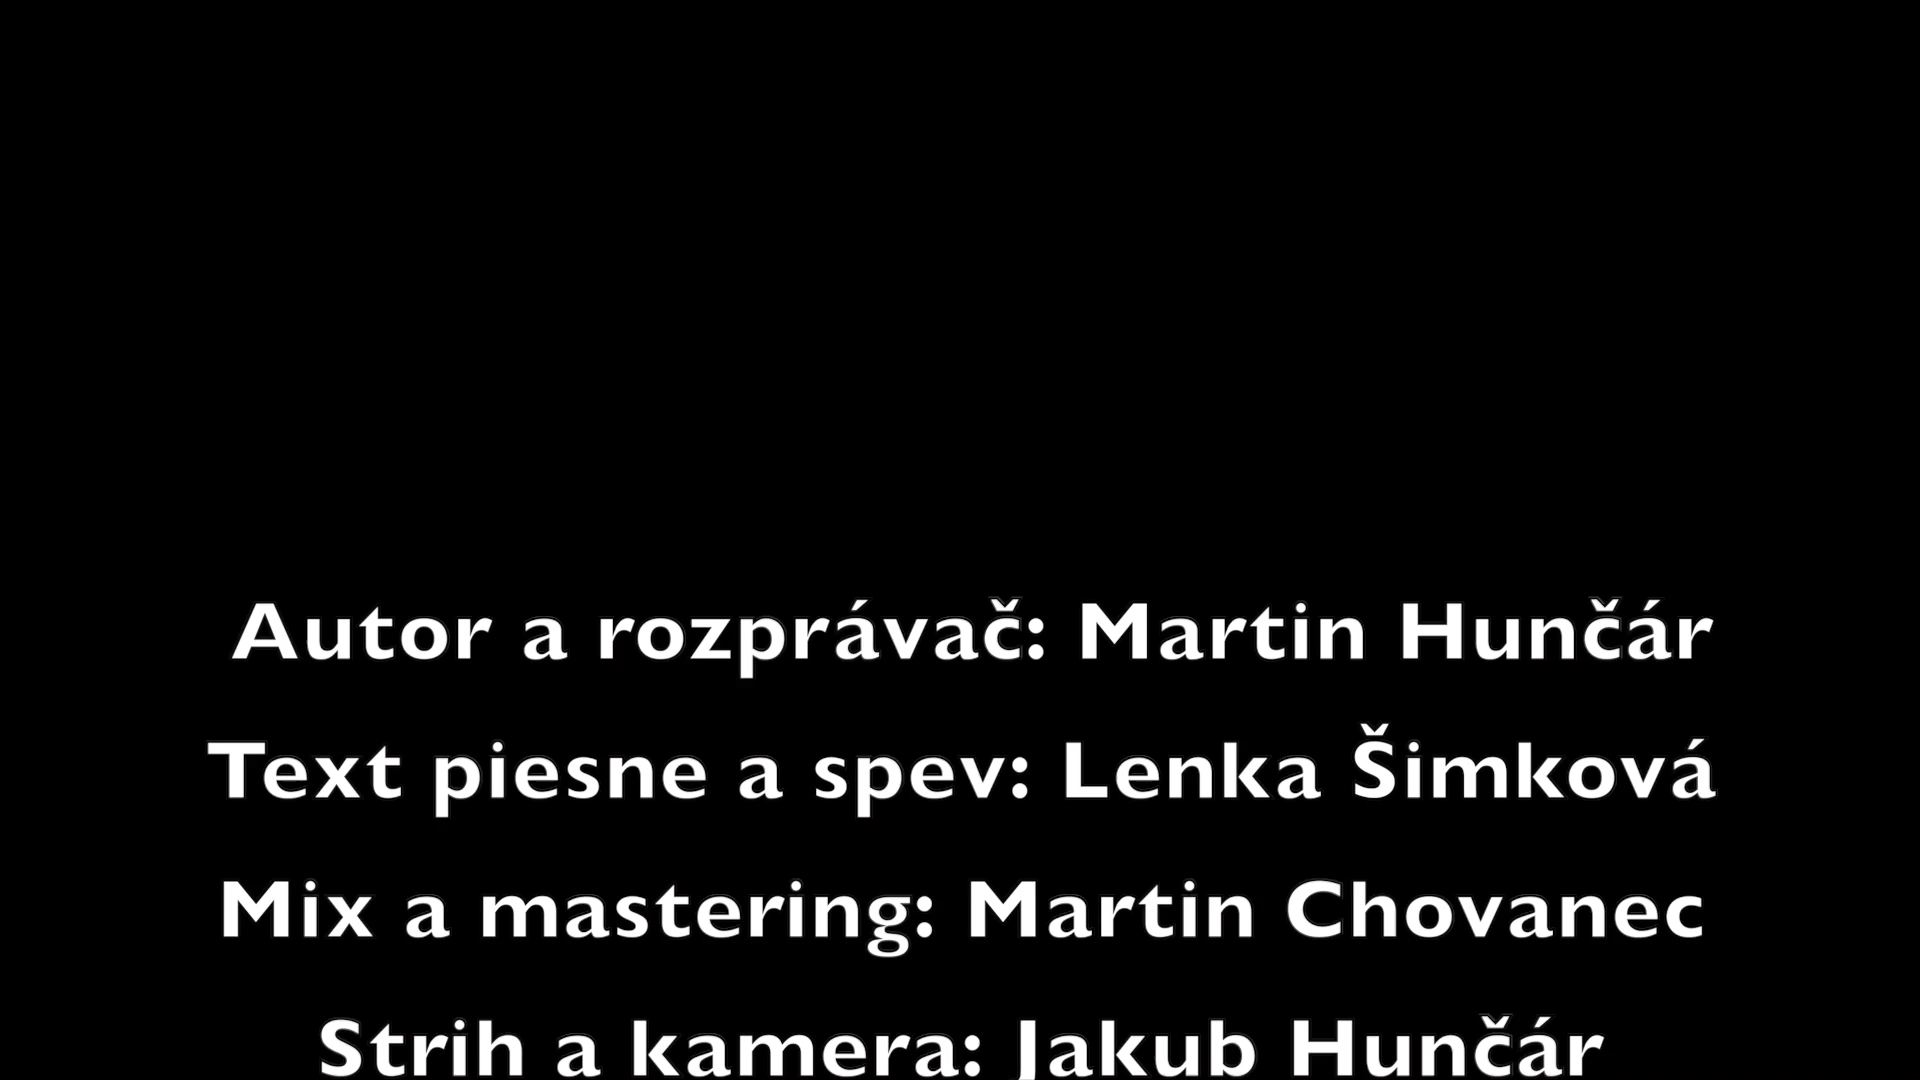 Autor a rozprávač: Martin Hunčár
Text piesne a spev: Lenka Šimková
Mix a mastering: Martin Chovanec
Strih a kamera: Jakub Hunčár